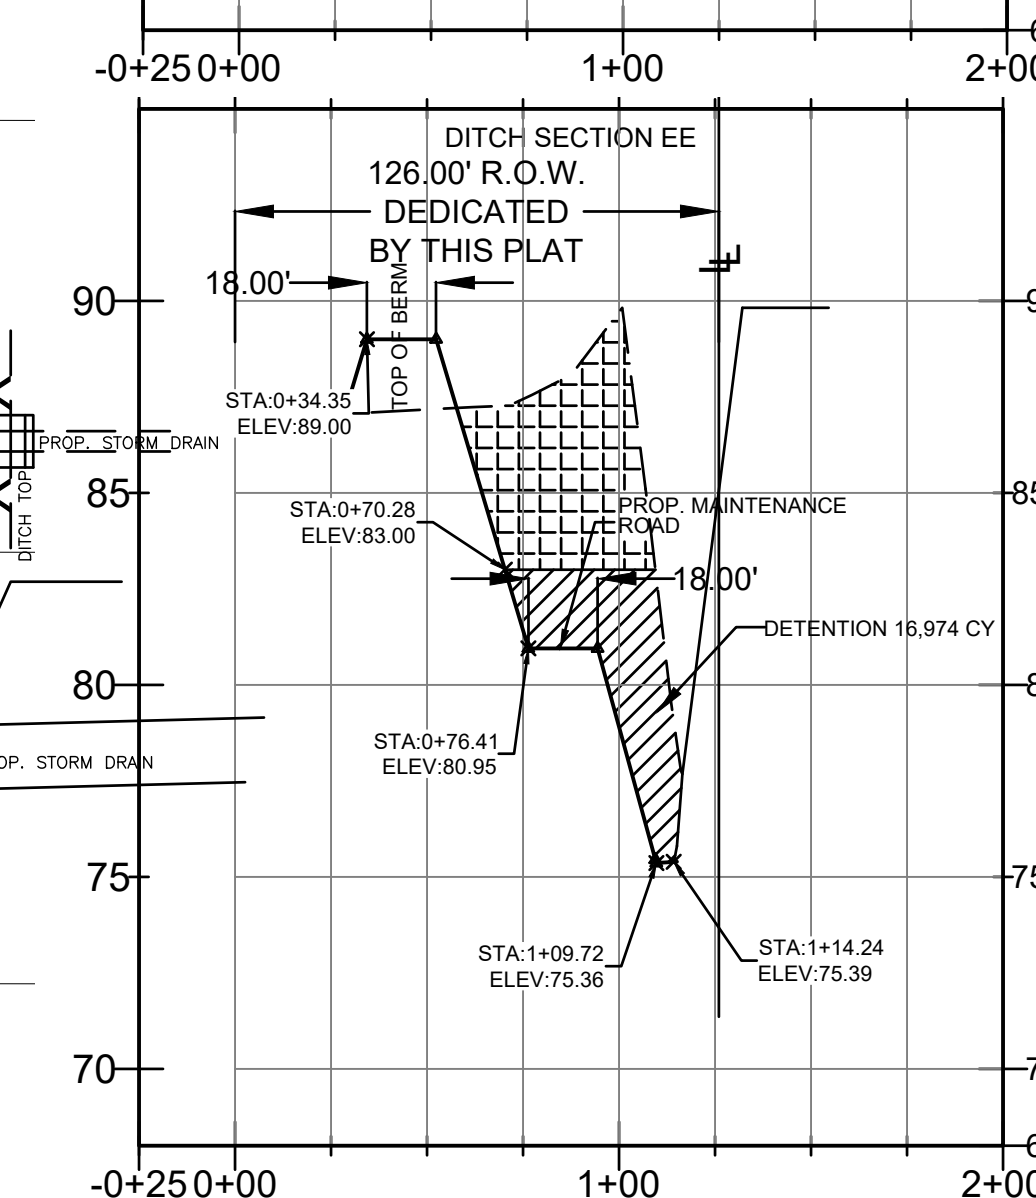 -0+25 0+00 1+00 2+00
DITCH SECTION EE
126.00' R.O.W.
DEDICATED
BY THIS PLAT
18.00'
90
TOP OF BERM
STA:0+34.35
ELEV:89.00
PROP. STORM DRAIN
DITCH TOP
85
STA:0+70.28
ELEV:83.00
PROP. MAINTENANCE
ROAD
18.00'
DETENTION 16,974 CY
80
STA:0+76.41
ELEV:80.95
OP. STORM DRAIN
75
75
STA:1+09.72
ELEV:75.36
STA:1+14.24
ELEV:75.39
70
-0+25 0+00 1+00 2+00